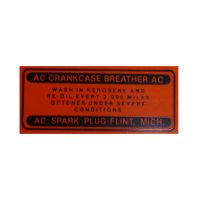 AC CRANKCASE BREATHER AC
WASH IN KEROSENE AND
RE-OIL EVERY 2,000 MILES
OFTENER UNDER SEVERE
CONDITIONS
AC SPARK PLUG-FLINT, MICH.